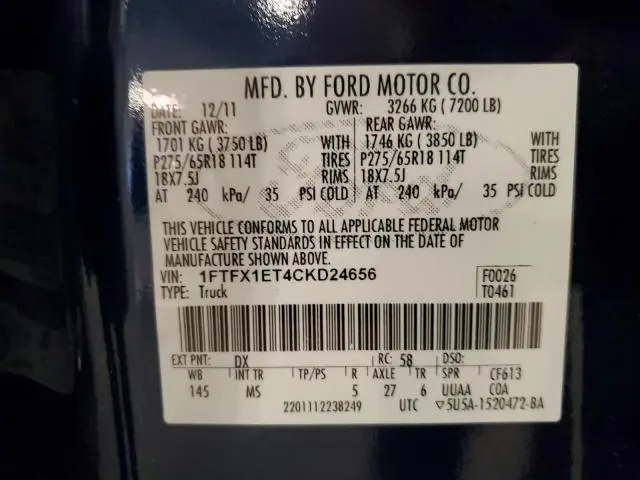 MFD. BY FORD MOTOR CO.
DATE: 12/11 GVWR: 3266 KG ( 7200 LB)
FRONT GAWR: REAR GAWR:
1701 KG ( 3750 LB) WITH 1746 KG ( 3850 LB) WITH
P275/65R18 114T TIRES P275/65R18 114T TIRES
18X7.5J RIMS 18X7.5J RIMS
AT 240 kPa/ 35 PSI COLD AT 240 kPa/ 35 PSI COLD
THIS VEHICLE CONFORMS TO ALL APPLICABLE FEDERAL MOTOR
VEHICLE SAFETY STANDARDS IN EFFECT ON THE DATE OF
MANUFACTURE SHOWN ABOVE.
VIN: 1FTFX1ET4CKD24656 F0026
TYPE: Truck T0461
EXT PNT: DX RC: 58 DSO:
WB INT TR TP/PS R AXLE TR SPR CF613
145 MS 5 27 6 UUAA COA
2201112238249 UTC ▽5U5A-1520472-BA